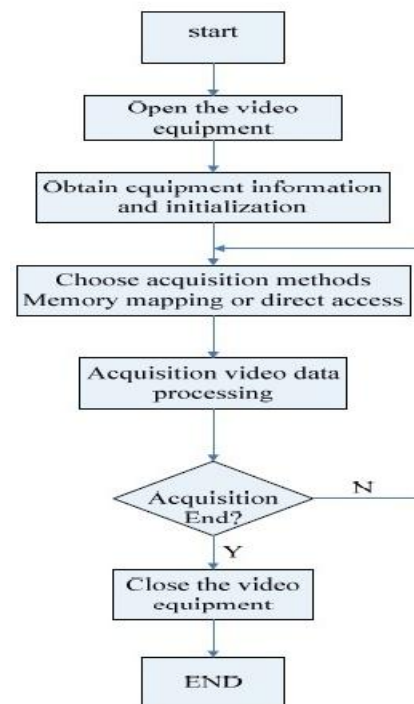 start
Open the video
equipment
Obtain equipment information
and initialization
Choose acquisition methods
Memory mapping or direct access
Acquisition video data
processing
Acquisition
End?
N
Y
Close the video
equipment
END